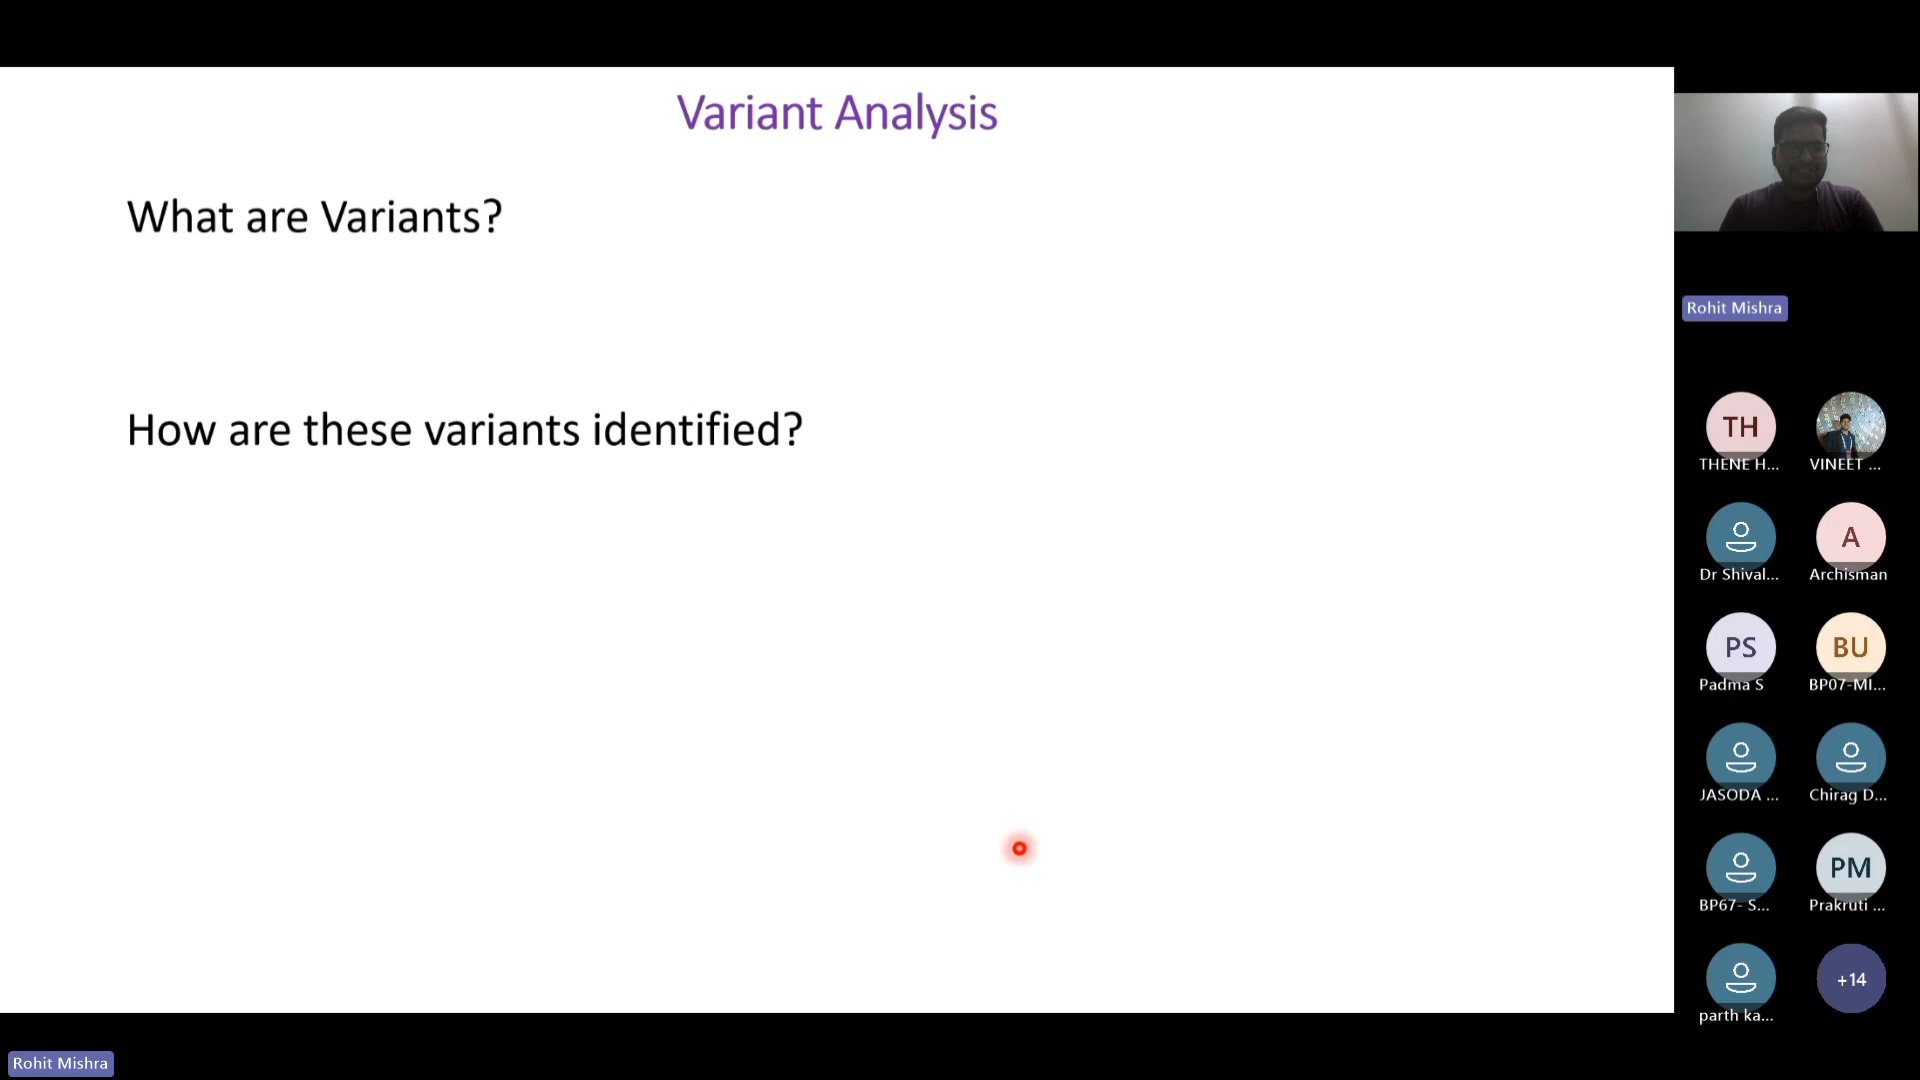 Variant Analysis
What are Variants?
How are these variants identified?
Rohit Mishra
TH
THENE H...
VINEET ...
Dr Shival...
A
Archisman
PS
Padma S
BU
BP07-MI...
JASODA ...
Chirag D...
BP67- S...
PM
Prakruti ...
parth ka...
+14
Rohit Mishra